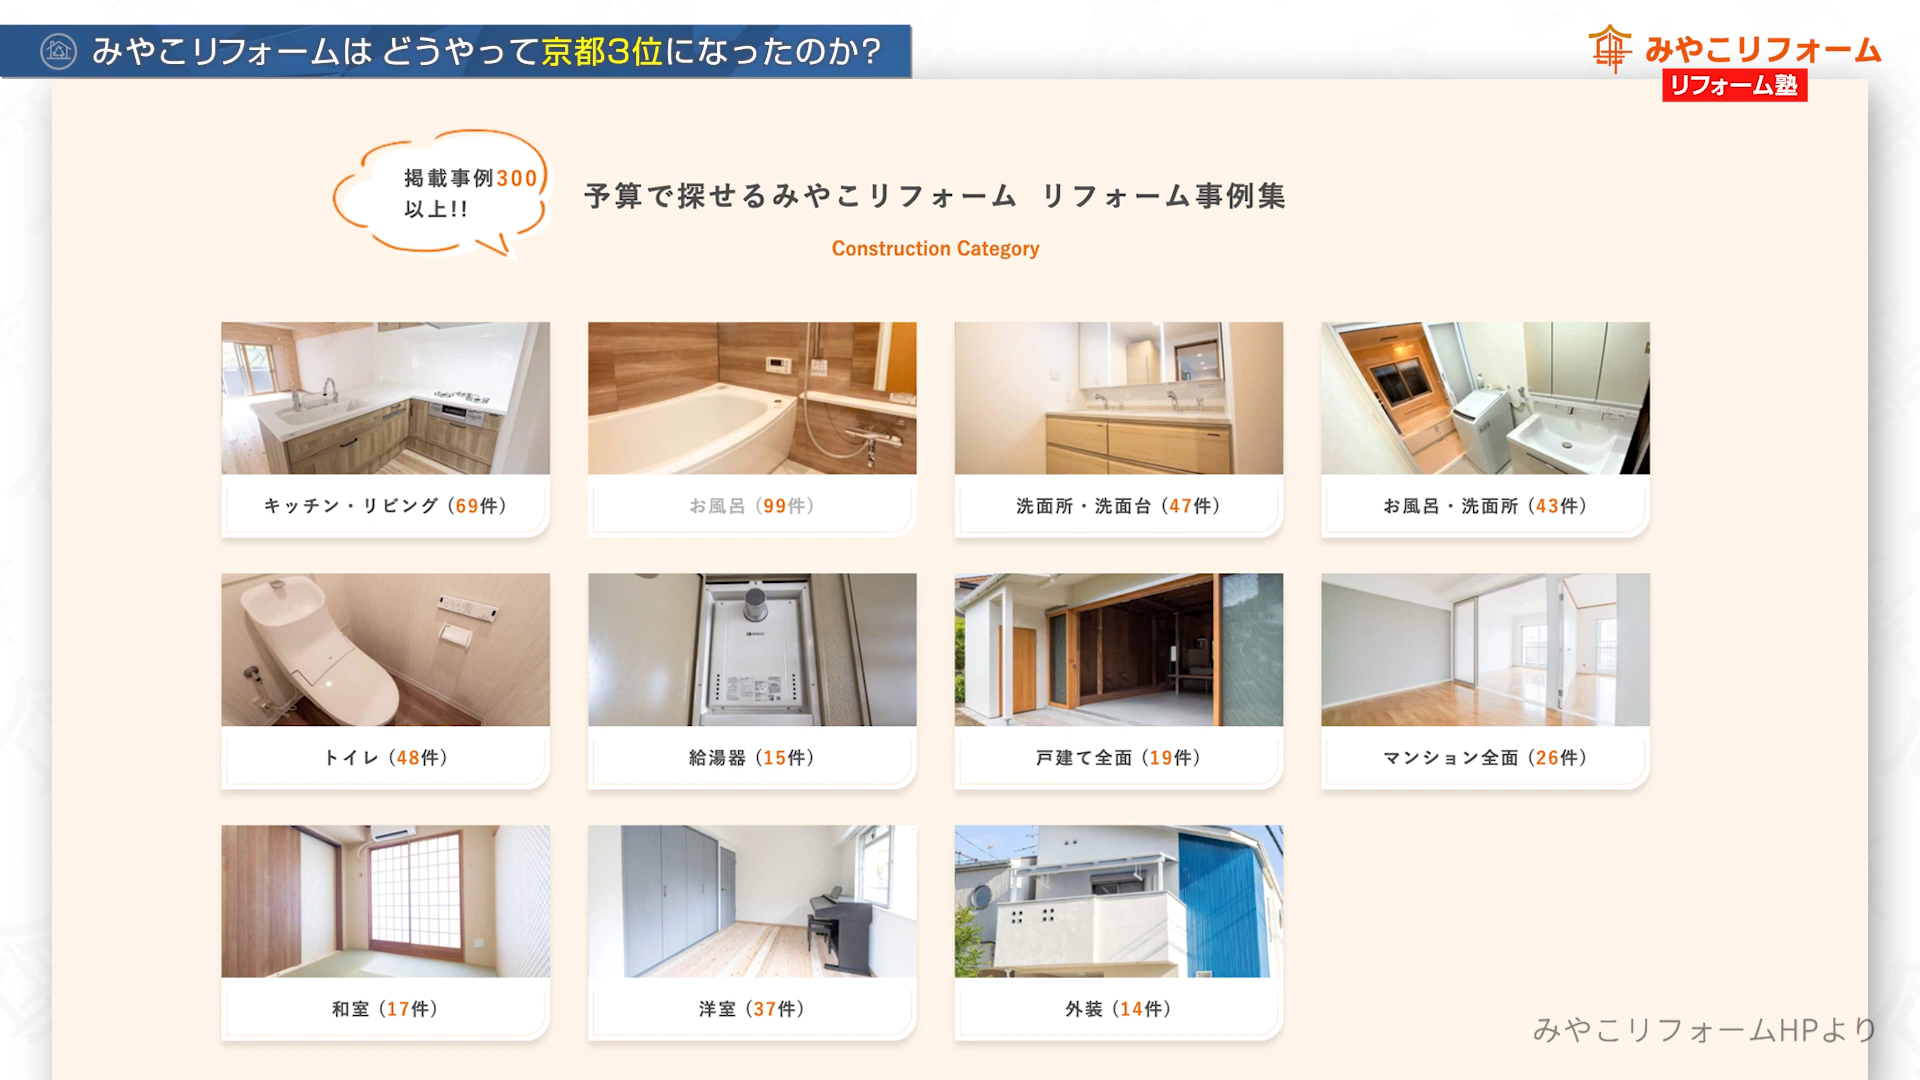 みやこリフォームは どうやって京都3位になったのか？
みやこリフォーム
リフォーム塾
掲載事例300
以上!!
予算で探せるみやこリフォーム リフォーム事例集
Construction Category
キッチン・リビング (69件)
お風呂 (99件)
洗面所・洗面台 (47件)
お風呂・洗面所 (43件)
トイレ (48件)
給湯器 (15件)
戸建て全面 (19件)
マンション全面 (26件)
和室 (17件)
洋室 (37件)
外装 (14件)
みやこリフォームHPより